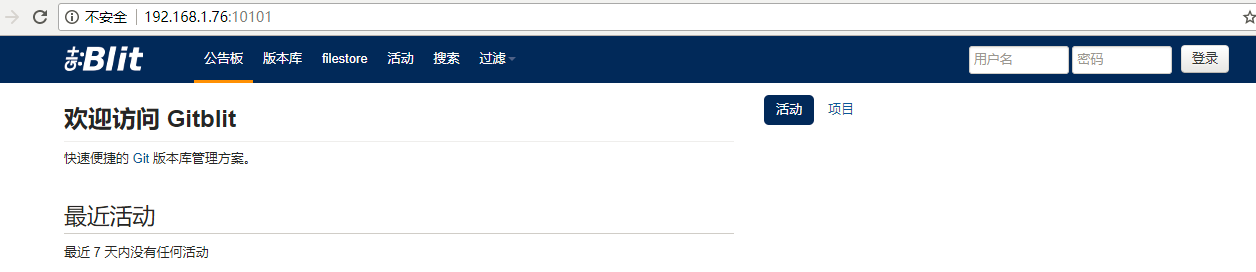 不安全 | 192.168.1.76:10101
git:Blit 公告板 版本库 filestore 活动 搜索 过滤 用户名 密码 登录
欢迎访问 Gitblit
活动 项目
快速便捷的 Git 版本库管理方案。
最近活动
最近 7 天内没有任何活动